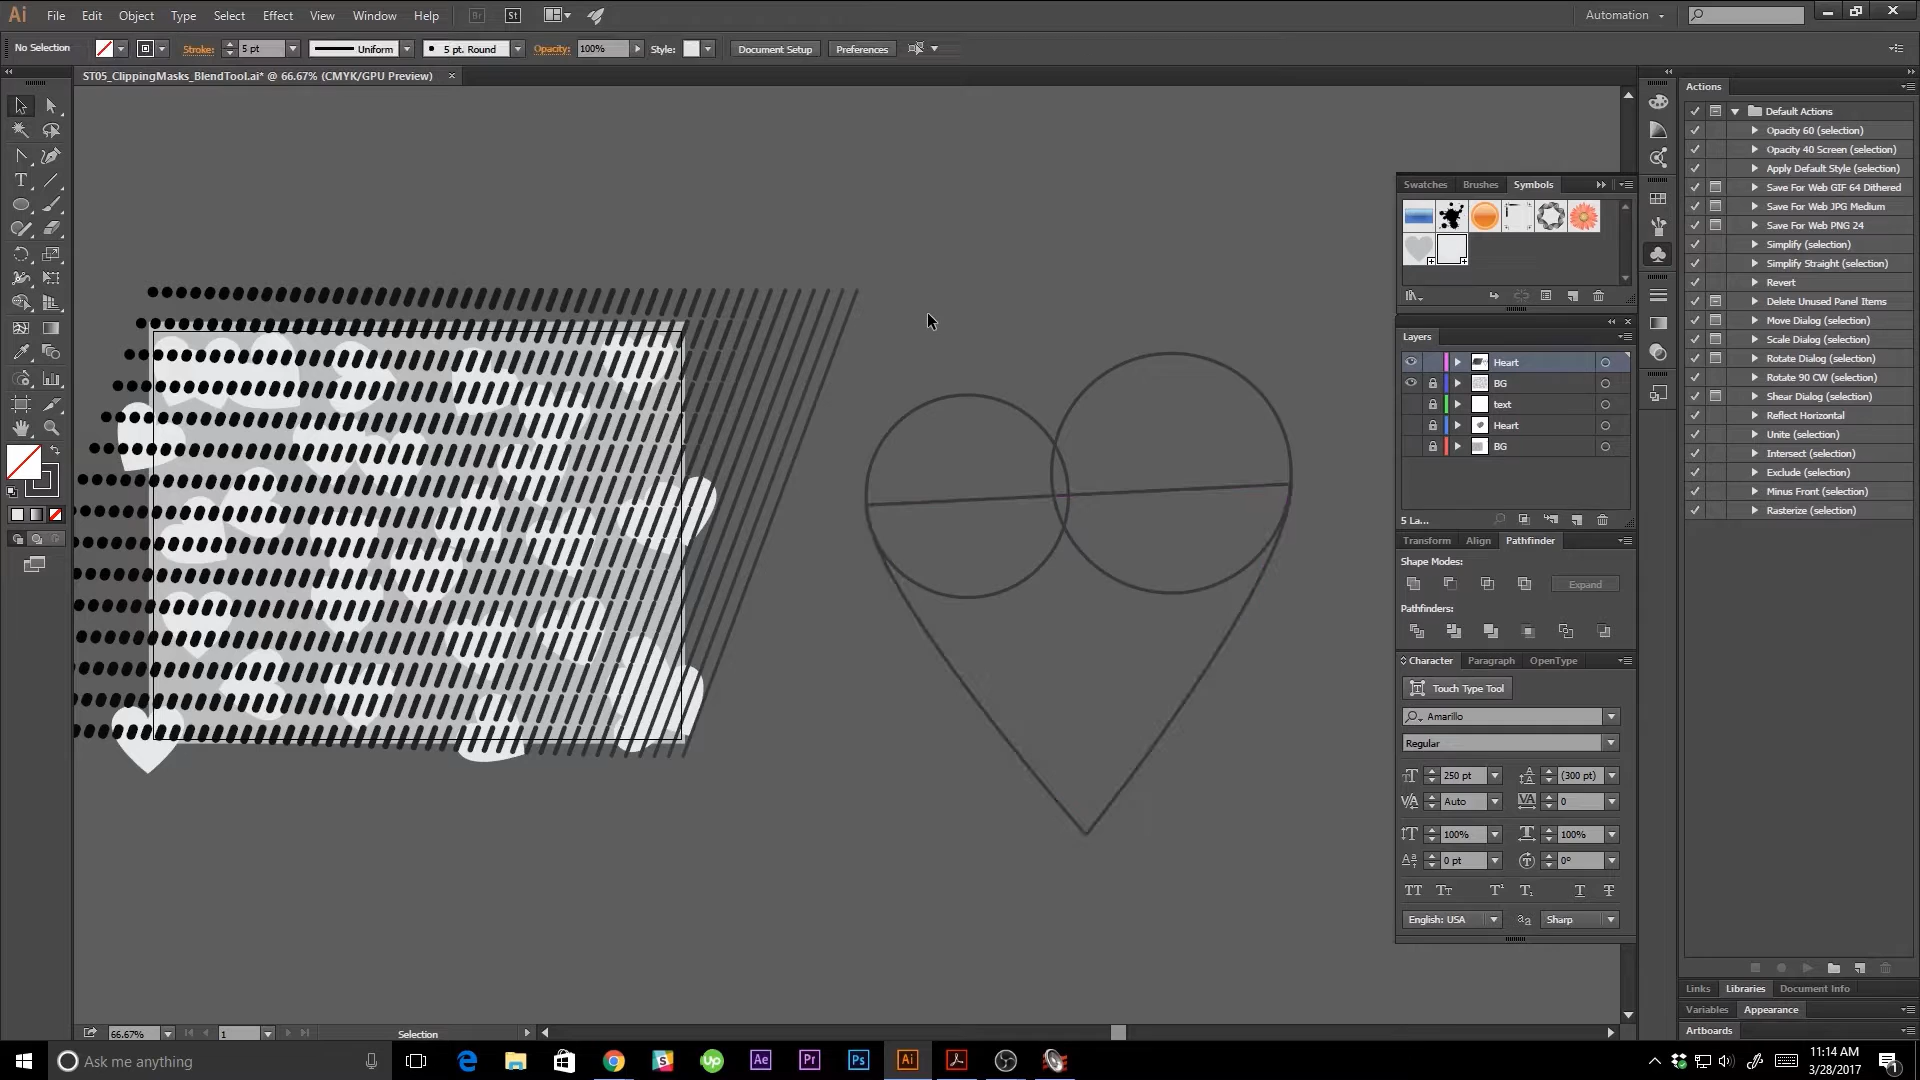 Ai File Edit Object Type Select Effect View Window Help Br St Automation
No Selection Stroke: 5 pt Uniform 5 pt. Round Opacity: 100% Style: Document Setup Preferences
ST05_ClippingMasks_BlendTool.ai* @ 66.67% (CMYK/GPU Preview)
Actions
Default Actions
Opacity 60 (selection)
Opacity 40 Screen (selection)
Apply Default Style (selection)
Save For Web GIF 64 Dithered
Save For Web JPG Medium
Save For Web PNG 24
Simplify (selection)
Simplify Straight (selection)
Revert
Delete Unused Panel Items
Move Dialog (selection)
Scale Dialog (selection)
Rotate Dialog (selection)
Rotate 90 CW (selection)
Shear Dialog (selection)
Reflect Horizontal
Unite (selection)
Intersect (selection)
Exclude (selection)
Minus Front (selection)
Rasterize (selection)
Swatches Brushes Symbols
Layers
Heart
BG
text
Heart
BG
5 La...
Transform Align Pathfinder
Shape Modes:
Expand
Pathfinders:
Character Paragraph OpenType
Touch Type Tool
Amarillo
Regular
250 pt (300 pt)
Auto 0
100% 100%
0 pt 0°
English: USA Sharp
Links Libraries Document Info
Variables Appearance
Artboards
66.67% 1 Selection
Ask me anything
Ae Pr Ps Ai
11:14 AM
3/28/2017